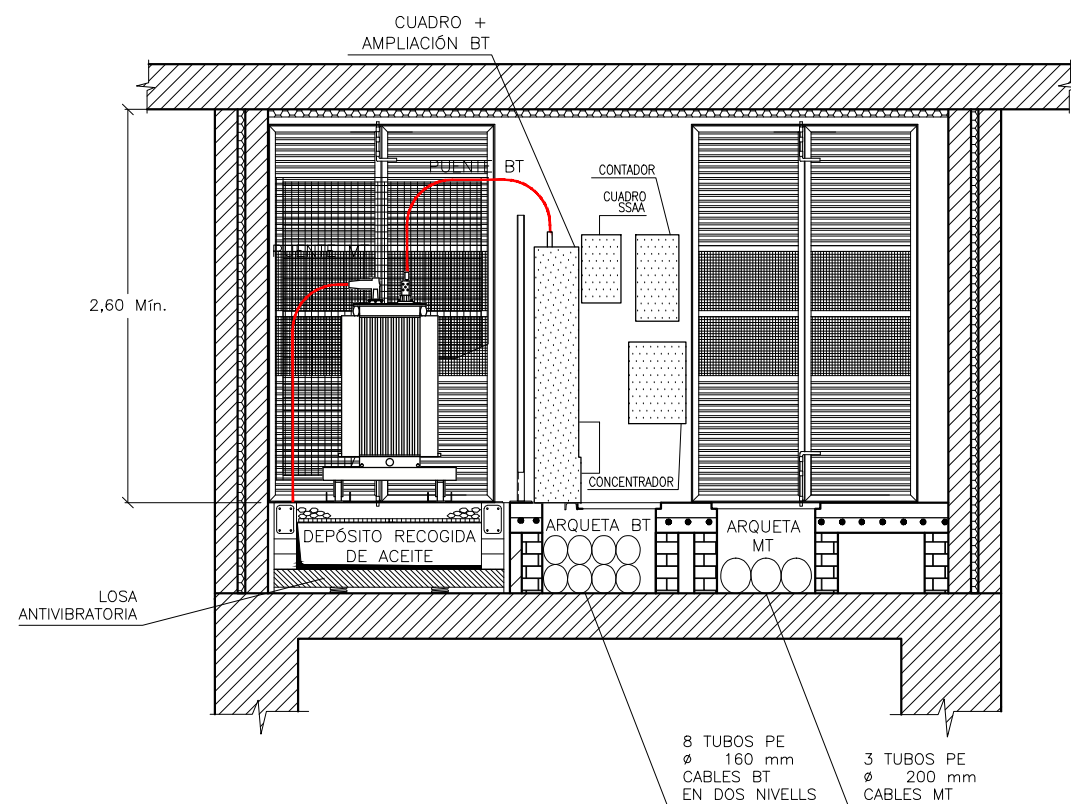 CUADRO +
AMPLIACIÓN BT
PUENTE BT
CONTADOR
CUADRO
SSAA
PUENTE M.
2,60 Mín.
CONCENTRADOR
ARQUETA BT
ARQUETA
MT
DEPÓSITO RECOGIDA
DE ACEITE
LOSA
ANTIVIBRATORIA
8 TUBOS PE
ø 160 mm
CABLES BT
EN DOS NIVELLS
3 TUBOS PE
ø 200 mm
CABLES MT